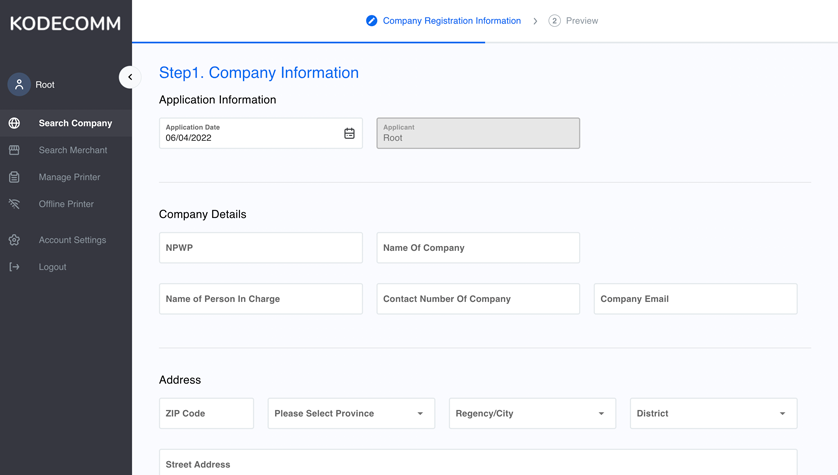 KODECOMM
Root
Search Company
Search Merchant
Manage Printer
Offline Printer
Account Settings
Logout
Company Registration Information
2 Preview
Step1. Company Information
Application Information
Application Date
06/04/2022
Applicant
Root
Company Details
NPWP
Name Of Company
Name of Person In Charge
Contact Number Of Company
Company Email
Address
ZIP Code
Please Select Province
Regency/City
District
Street Address